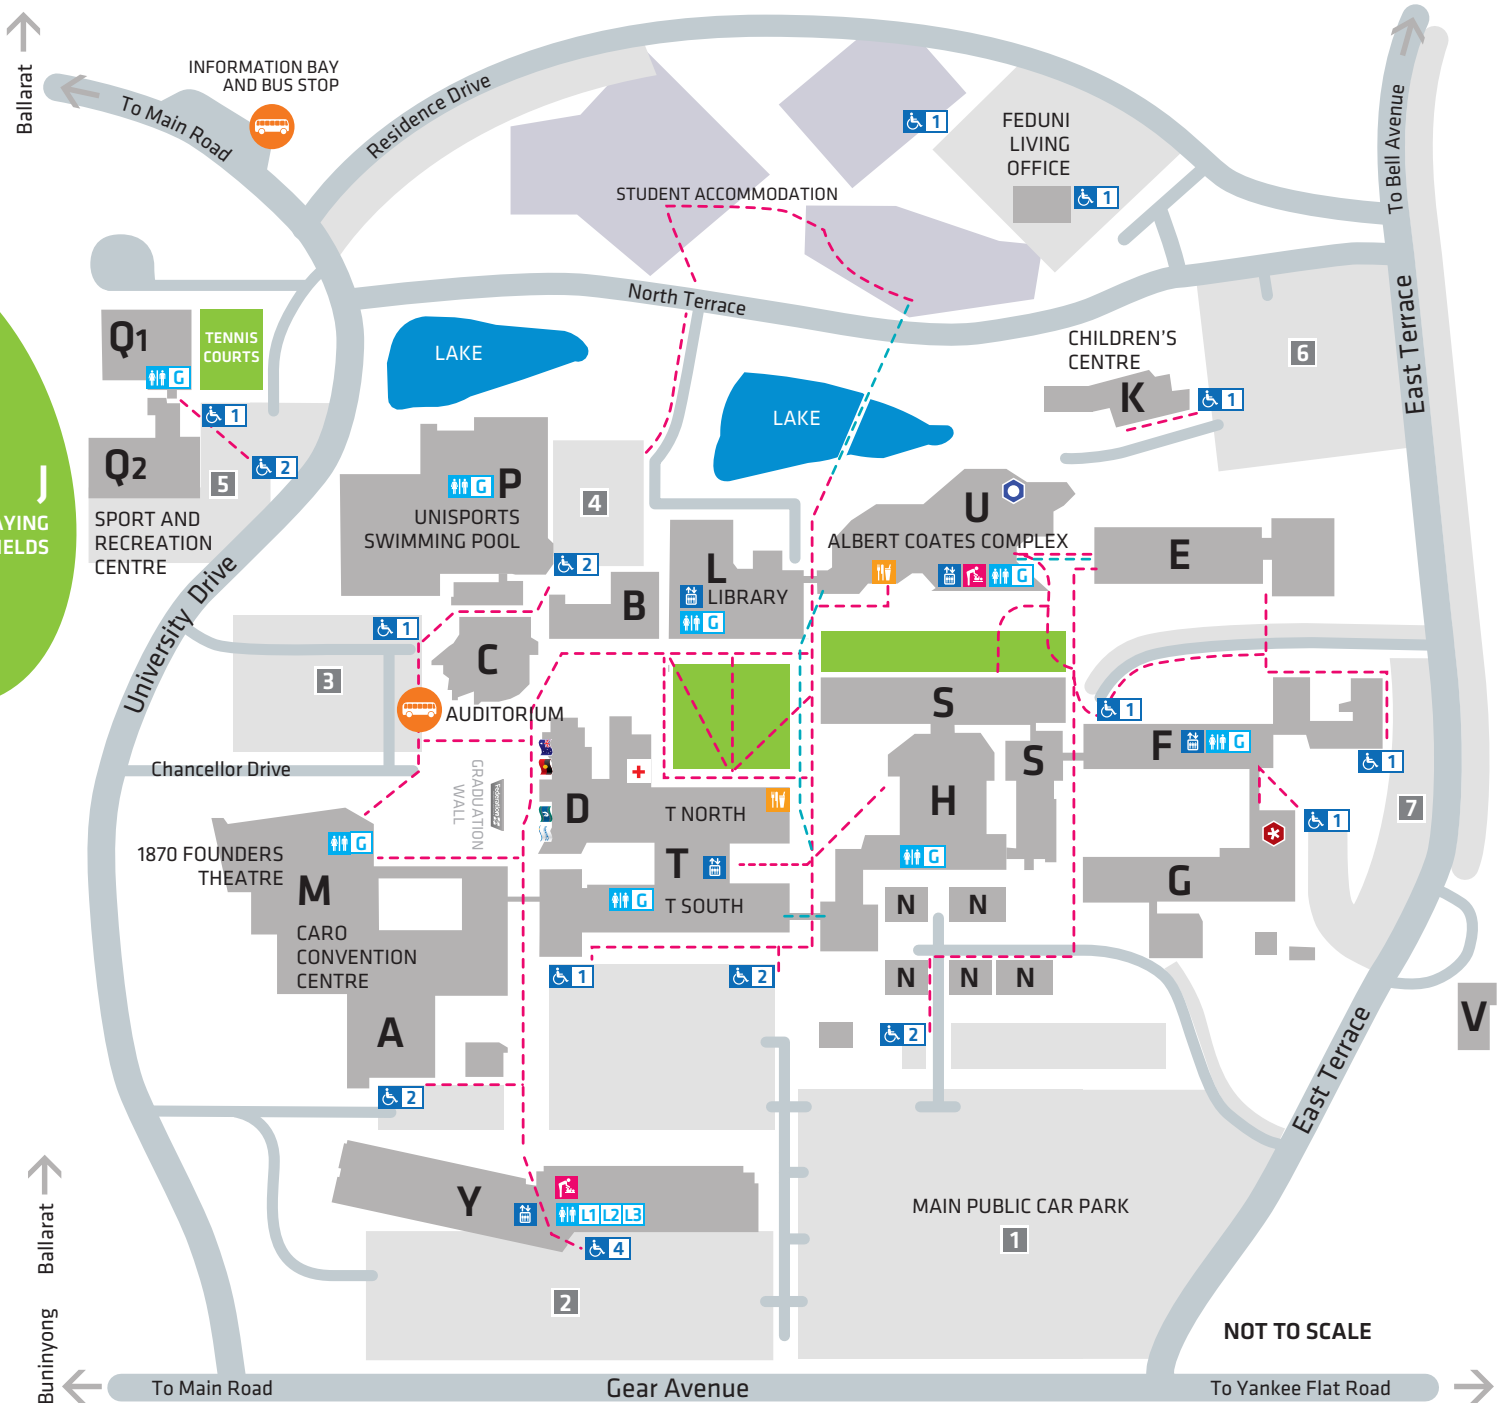 Ballarat
INFORMATION BAY
AND BUS STOP
To Main Road
Residence Drive
STUDENT ACCOMMODATION
1
FEDUNI
LIVING
OFFICE
1
To Bell Avenue
North Terrace
East Terrace
Q1
G
TENNIS
COURTS
LAKE
LAKE
CHILDREN'S
CENTRE
K
1
6
1
2
Q2
5
J
AYING
IELDS
SPORT AND
RECREATION
CENTRE
G
P
UNISPORTS
SWIMMING POOL
4
2
U
ALBERT COATES COMPLEX
G
E
L
LIBRARY
G
B
University Drive
1
3
C
AUDITORIUM
Chancellor Drive
S
S
1
F
G
1
GRADUATION
WALL
Federation
D
T NORTH
H
G
7
1
1870 FOUNDERS
THEATRE
G
M
CARO
CONVENTION
CENTRE
T
G
T SOUTH
G
N
N
N
N
N
1
2
2
A
2
V
East Terrace
Y
L1 L2 L3
4
2
MAIN PUBLIC CAR PARK
1
Ballarat
Buninyong
NOT TO SCALE
To Main Road
Gear Avenue
To Yankee Flat Road